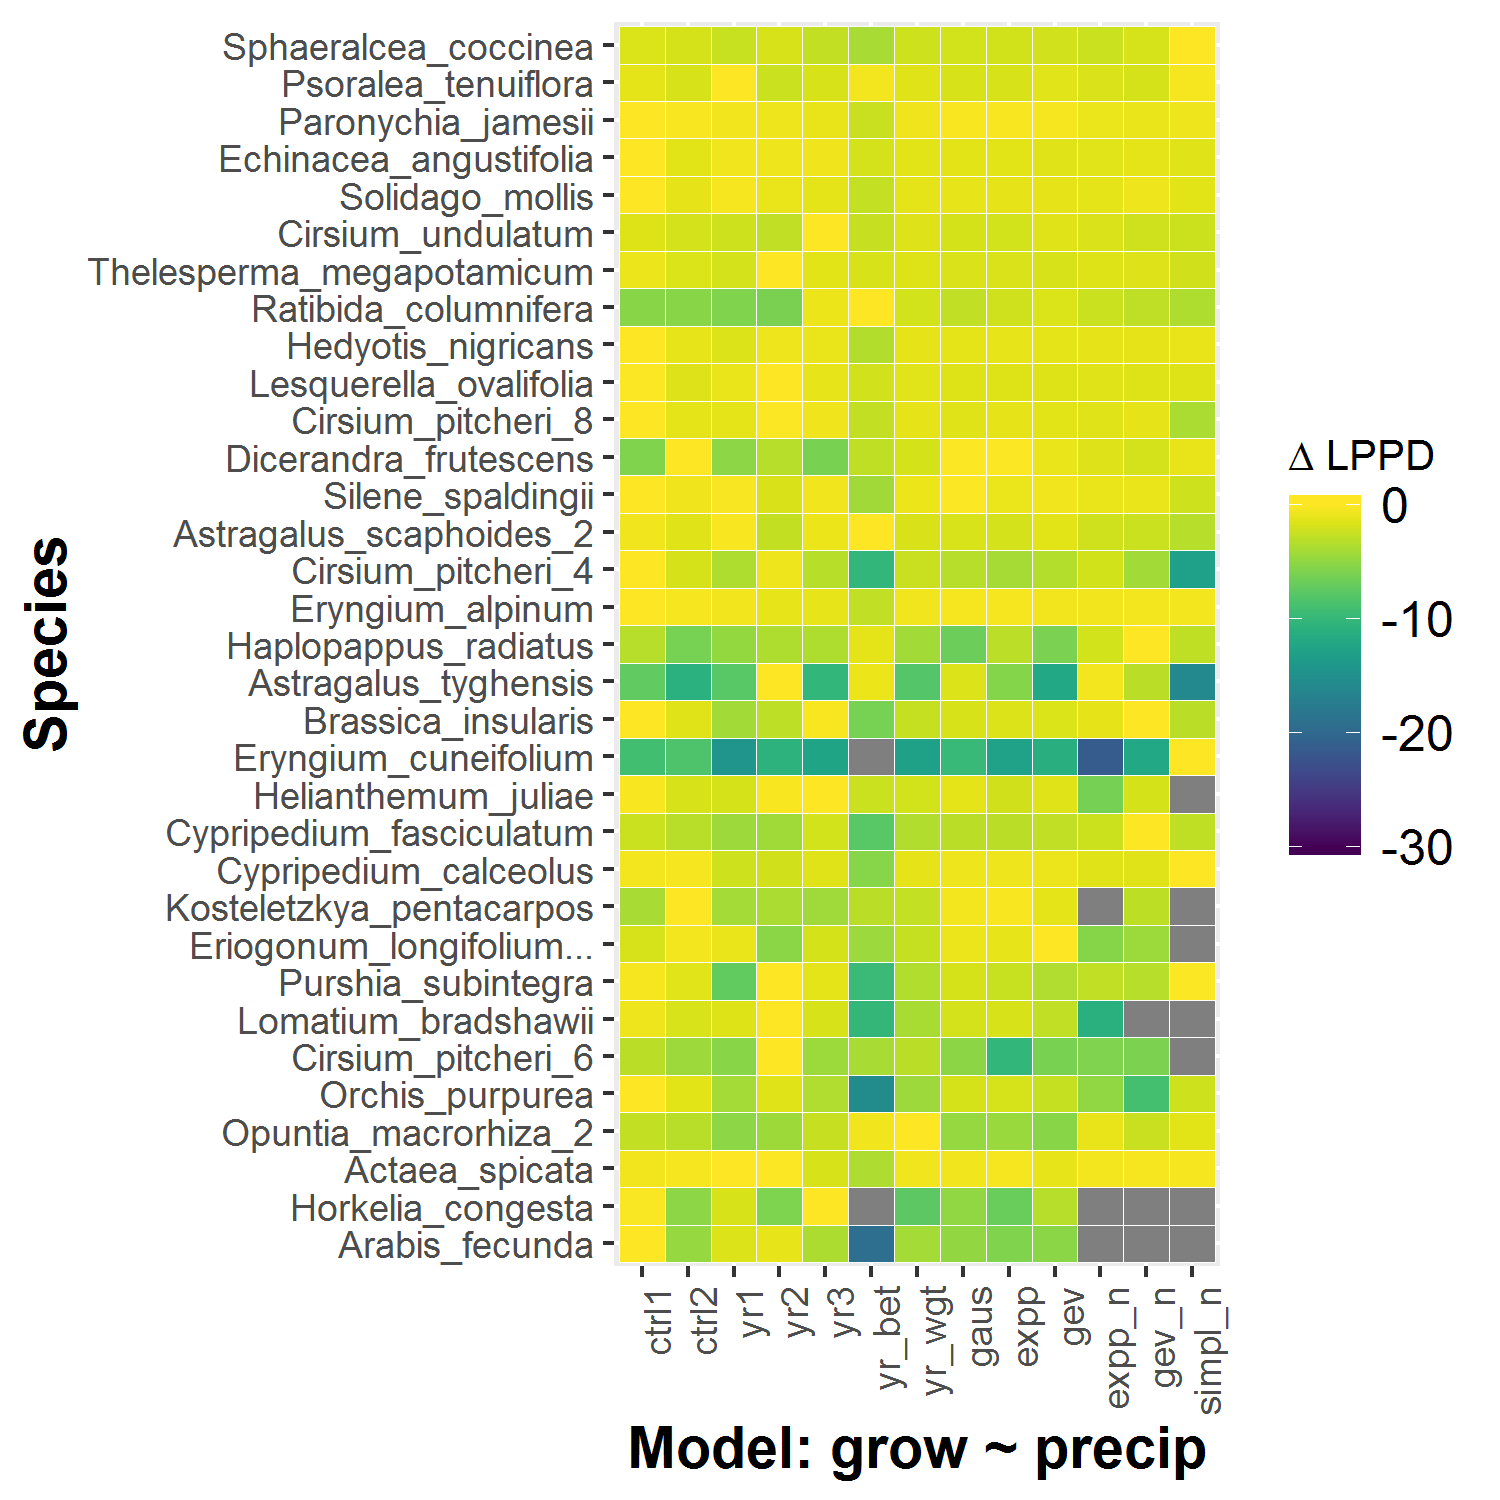 Sphaeralcea_coccinea
Psoralea_tenuiflora
Paronychia_jamesii
Echinacea_angustifolia
Solidago_mollis
Cirsium_undulatum
Thelesperma_megapotamicum
Ratibida_columnifera
Hedyotis_nigricans
Lesquerella_ovalifolia
Cirsium_pitcheri_8
Dicerandra_frutescens
Silene_spaldingii
Astragalus_scaphoides_2
Cirsium_pitcheri_4
Eryngium_alpinum
Haplopappus_radiatus
Astragalus_tyghensis
Brassica_insularis
Eryngium_cuneifolium
Helianthemum_juliae
Cypripedium_fasciculatum
Cypripedium_calceolus
Kosteletzkya_pentacarpos
Eriogonum_longifolium...
Purshia_subintegra
Lomatium_bradshawii
Cirsium_pitcheri_6
Orchis_purpurea
Opuntia_macrorhiza_2
Actaea_spicata
Horkelia_congesta
Arabis_fecunda
Species
ctrl1
ctrl2
yr1
yr2
yr3
yr_bet
yr_wgt
gaus
expp
gev
expp_n
gev_n
simpl_n
Model: grow ~ precip
Δ LPPD
0
-10
-20
-30